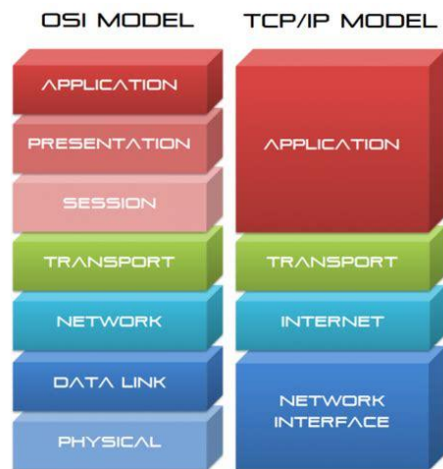 OSI MODEL
APPLICATION
PRESENTATION
SESSION
TRANSPORT
NETWORK
DATA LINK
PHYSICAL
TCP/IP MODEL
APPLICATION
TRANSPORT
INTERNET
NETWORK
INTERFACE